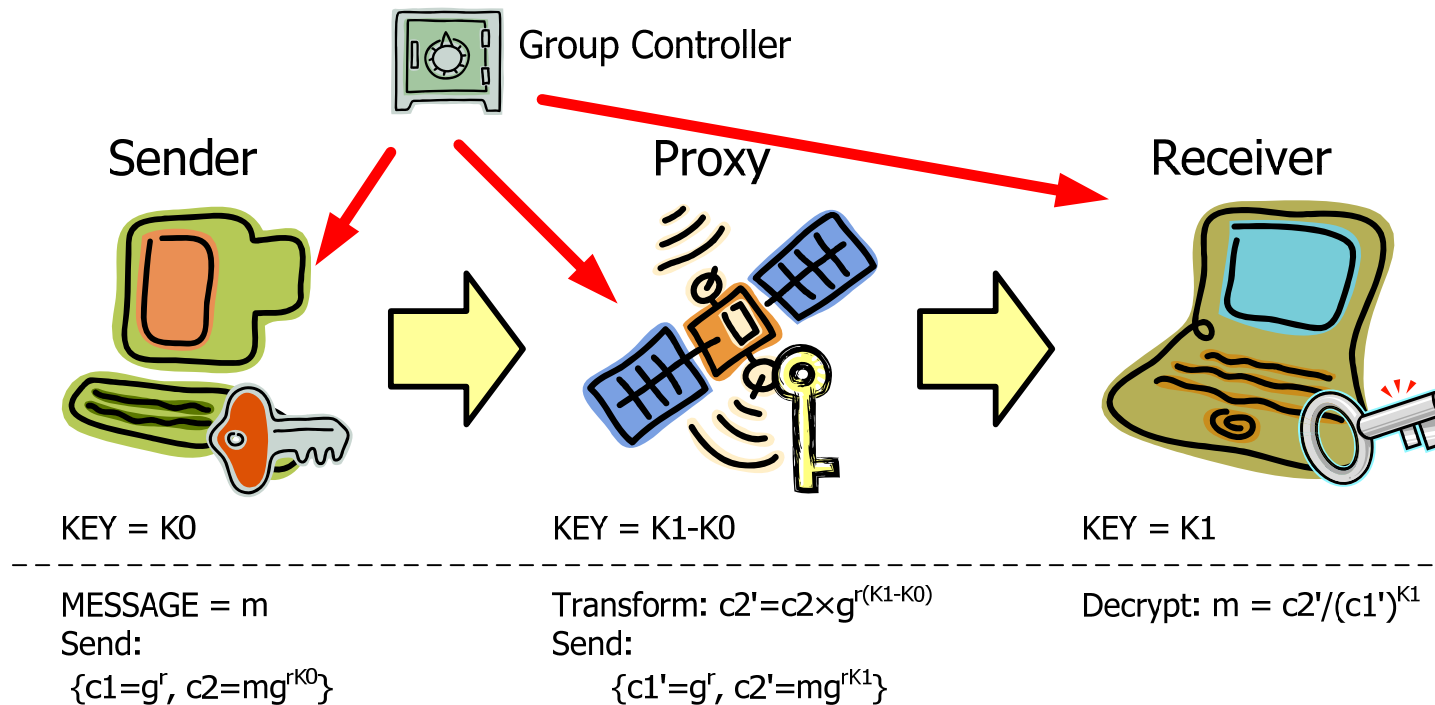 Group Controller
Sender
Proxy
Receiver
KEY = K0
KEY = K1-K0
KEY = K1
MESSAGE = m
Send:
{c1=g^r, c2=mg^rK0}
Transform: c2'=c2×g^r(K1-K0)
Send:
{c1'=g^r, c2'=mg^rK1}
Decrypt: m = c2'/(c1')^K1